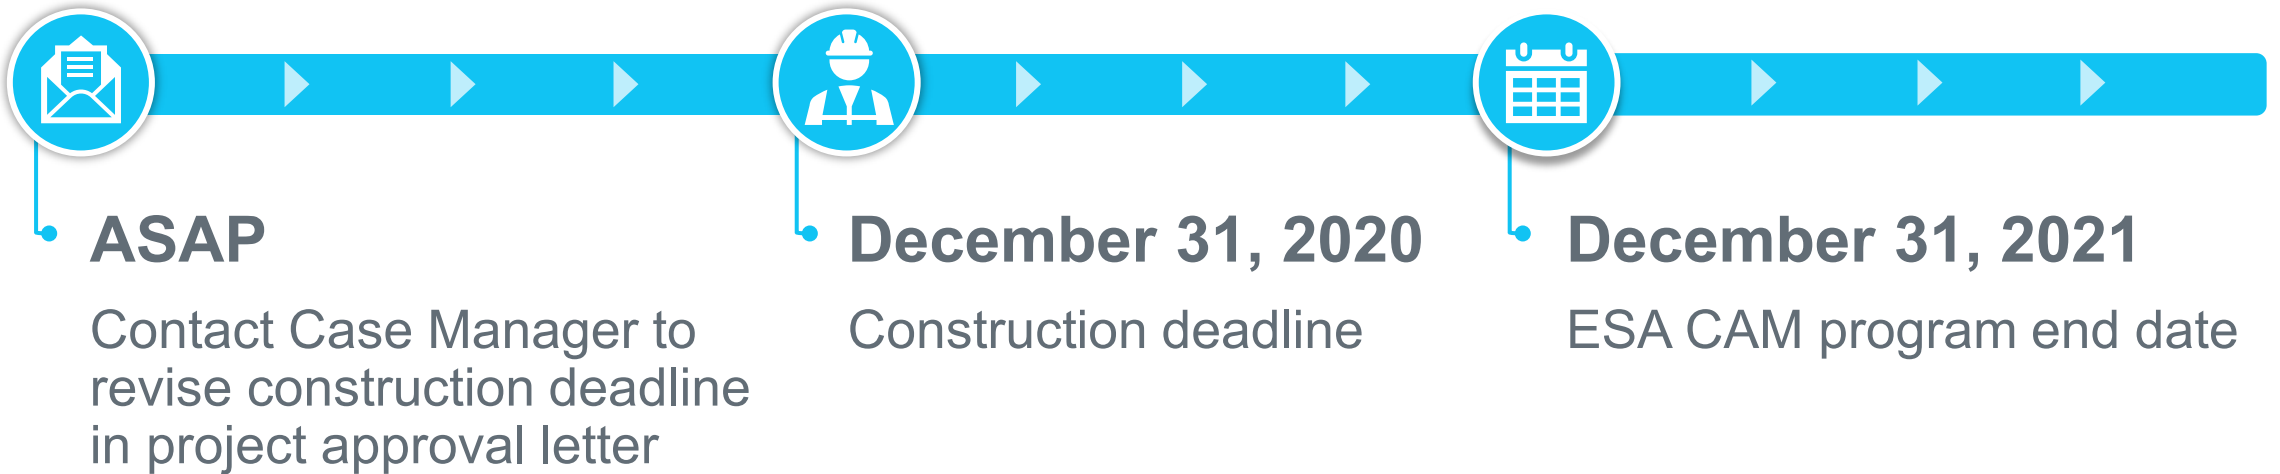 ASAP
Contact Case Manager to
revise construction deadline
in project approval letter
December 31, 2020
Construction deadline
December 31, 2021
ESA CAM program end date